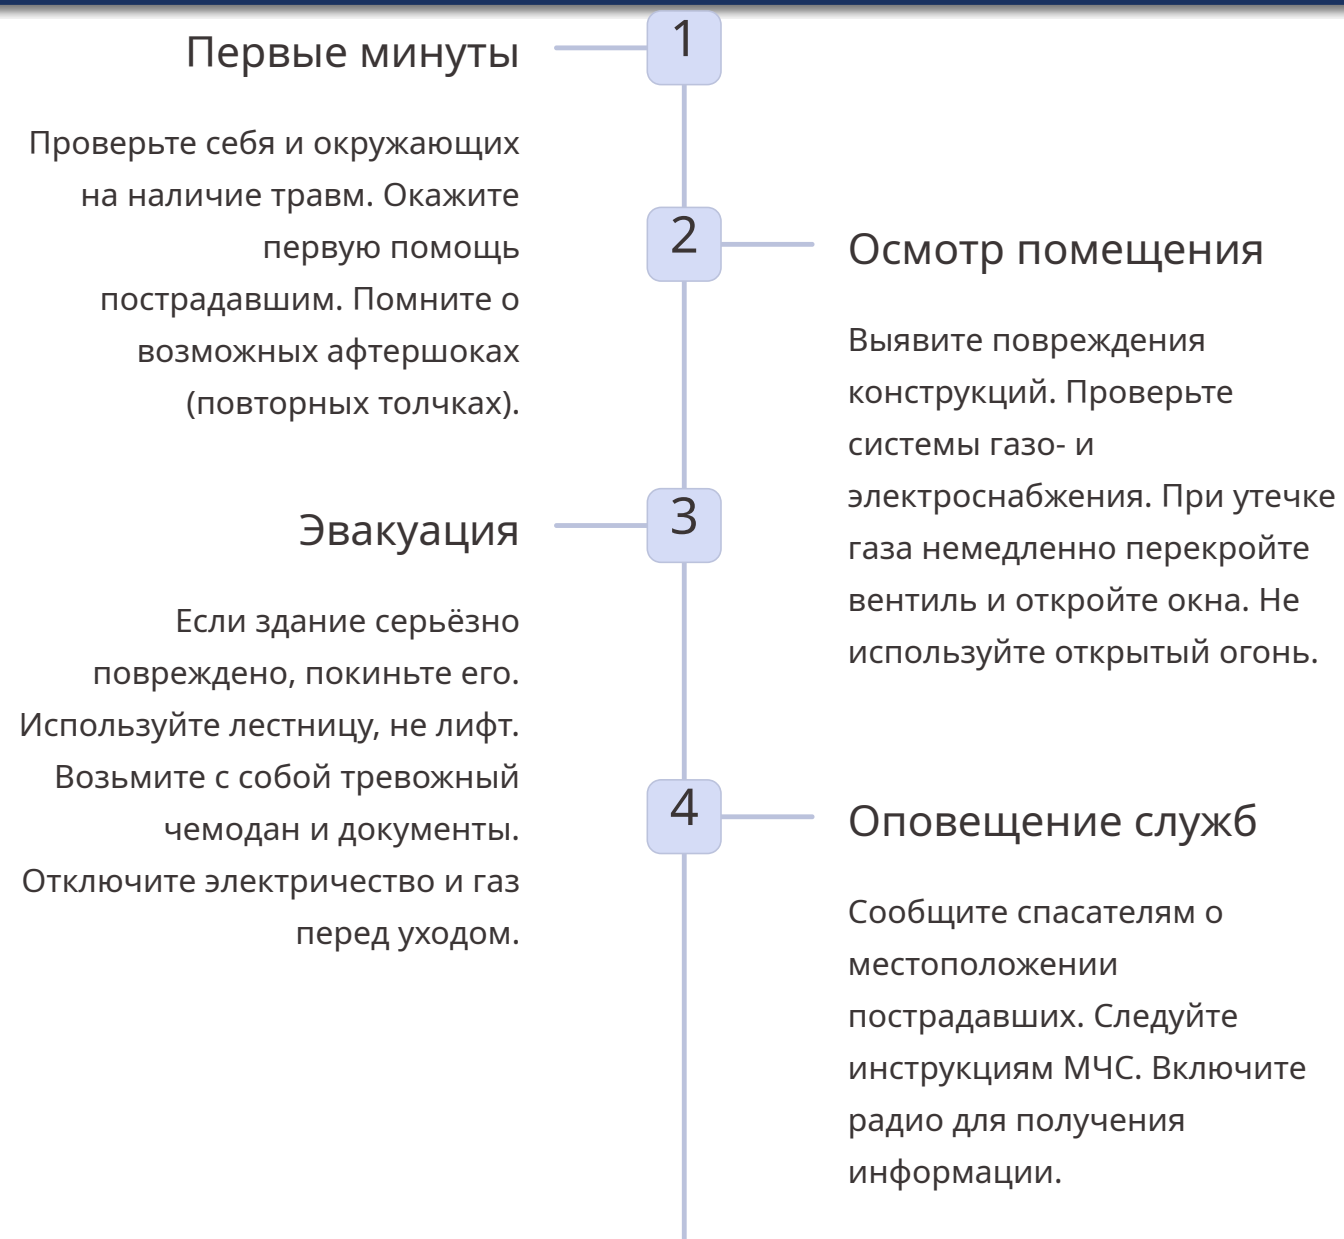 1
Первые минуты
Проверьте себя и окружающих
на наличие травм. Окажите
первую помощь
пострадавшим. Помните о
возможных афтершоках
(повторных толчках).
2
Осмотр помещения
Выявите повреждения
конструкций. Проверьте
системы газо- и
электроснабжения. При утечке
газа немедленно перекройте
вентиль и откройте окна. Не
используйте открытый огонь.
3
Эвакуация
Если здание серьёзно
повреждено, покиньте его.
Используйте лестницу, не лифт.
Возьмите с собой тревожный
чемодан и документы.
Отключите электричество и газ
перед уходом.
4
Оповещение служб
Сообщите спасателям о
местоположении
пострадавших. Следуйте
инструкциям МЧС. Включите
радио для получения
информации.